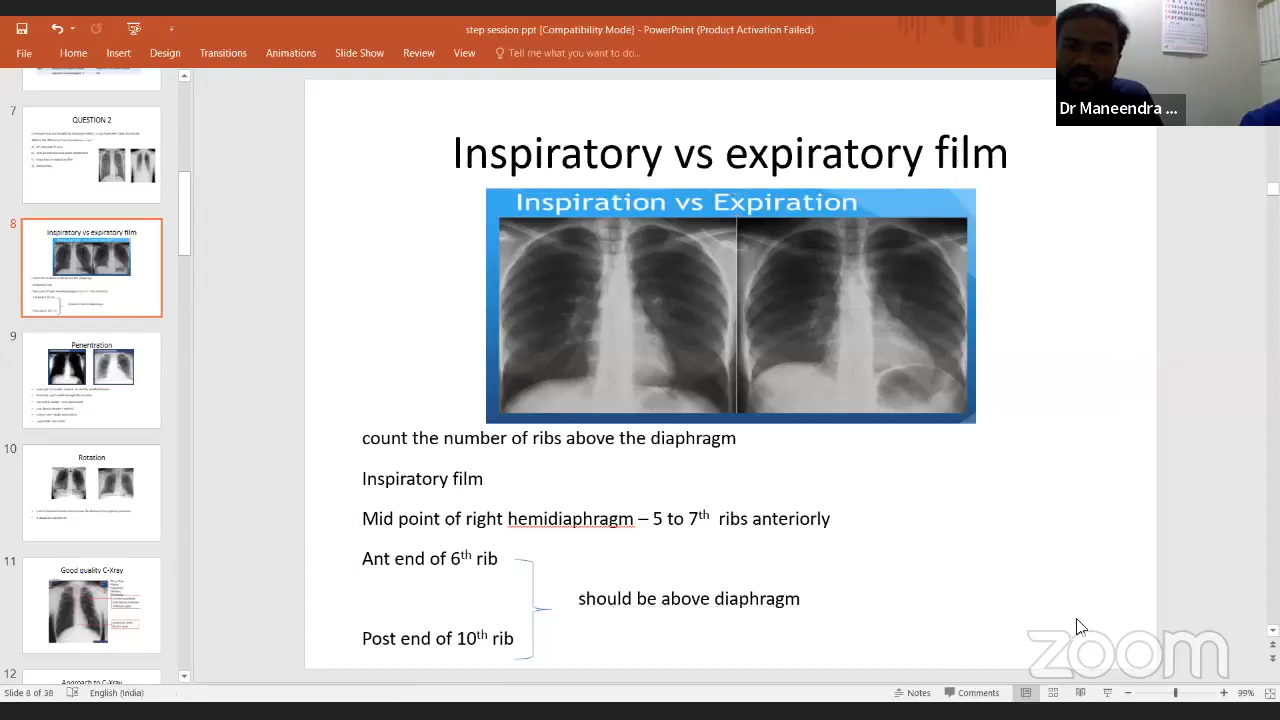 step session ppt [Compatibility Mode] - PowerPoint (Product Activation Failed)
File Home Insert Design Transitions Animations Slide Show Review View Tell me what you want to do...
Dr Maneendra ...
7
QUESTION 2
8
Inspiratory vs expiratory film
9
Penentration
10
Rotation
11
Good quality C-Xray
12
Approach to C-Xray
Inspiratory vs expiratory film
Inspiration vs Expiration
count the number of ribs above the diaphragm
Inspiratory film
Mid point of right hemidiaphragm – 5 to 7th ribs anteriorly
Ant end of 6th rib
should be above diaphragm
Post end of 10th rib
zoom
Slide 8 of 38 English (India) Notes Comments 99%